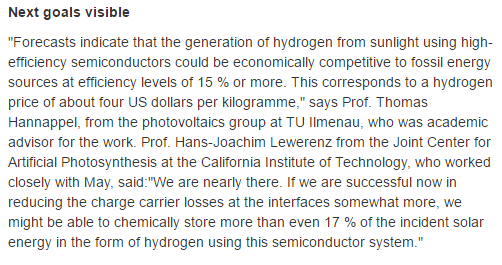 Next goals visible
"Forecasts indicate that the generation of hydrogen from sunlight using high-
efficiency semiconductors could be economically competitive to fossil energy
sources at efficiency levels of 15 % or more. This corresponds to a hydrogen
price of about four US dollars per kilogramme," says Prof. Thomas
Hannappel, from the photovoltaics group at TU Ilmenau, who was academic
advisor for the work. Prof. Hans-Joachim Lewerenz from the Joint Center for
Artificial Photosynthesis at the California Institute of Technology, who worked
closely with May, said:"We are nearly there. If we are successful now in
reducing the charge carrier losses at the interfaces somewhat more, we
might be able to chemically store more than even 17 % of the incident solar
energy in the form of hydrogen using this semiconductor system."